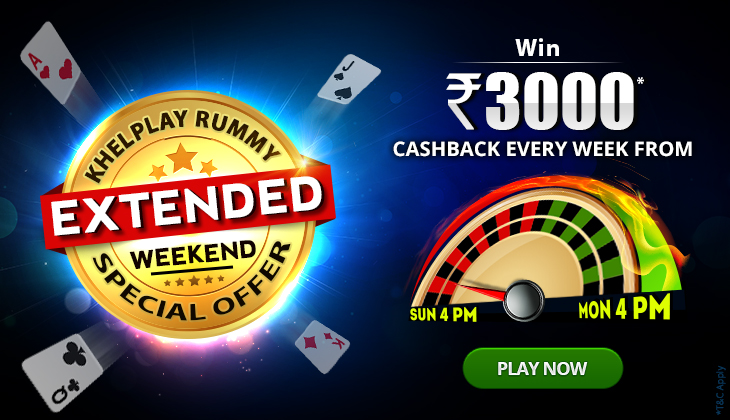 KHELPLAY RUMMY
EXTENDED
WEEKEND
SPECIAL OFFER
Win
₹3000*
CASHBACK EVERY WEEK FROM
SUN 4 PM
MON 4 PM
PLAY NOW
*T&C Apply
A
J
Q
K